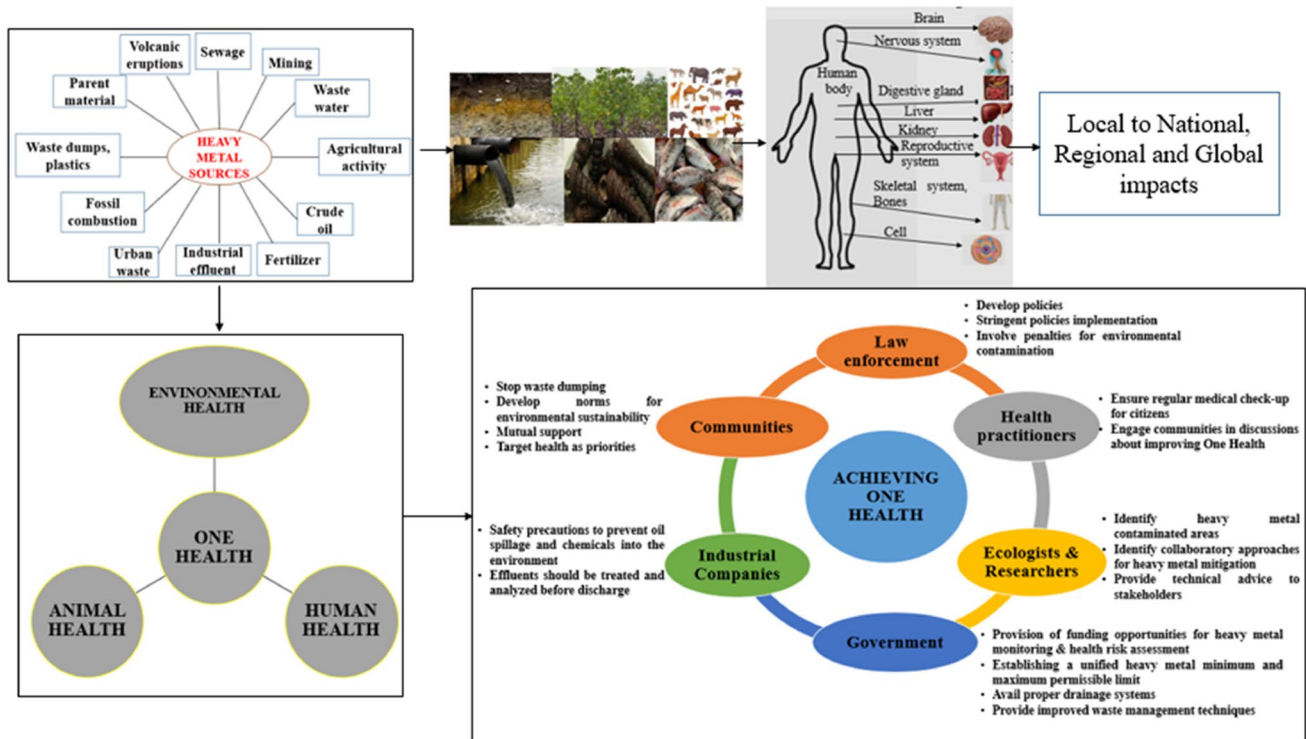 Volcanic
eruptions
Sewage
Mining
Parent
material
Waste
water
Waste dumps,
plastics
HEAVY
METAL
SOURCES
Agricultural
activity
Fossil
combustion
Crude
oil
Urban
waste
Industrial
effluent
Fertilizer
Brain
Nervous system
Human
body
Digestive gland
Liver
Kidney
Reproductive
system
Skeletal system,
Bones
Cell
Local to National,
Regional and Global
impacts
ENVINONMENTAL
HEALTH
ONE
HEALTH
ANIMAL
HEALTH
HUMAN
HEALTH
Law
enforcement
• Develop policies
• Stringent policies implementation
• Involve penalties for environmental
contamination
• Stop waste dumping
• Develop norms for
environmental sustainability
• Mutual support
• Target health as priorities
Communities
Health
practitioners
• Ensure regular medical check-up
for citizens
• Engage communities in discussions
about improving One Health
ACHIEVING
ONE
HEALTH
• Safety precautions to prevent oil
spillage and chemicals into the
environment
• Effluents should be treated and
analyzed before discharge
Industrial
Companies
Ecologists &
Researchers
• Identify heavy metal
contaminated areas
• Identify collaboratory approaches
for heavy metal mitigation
• Provide technical advice to
stakeholders
Government
• Provision of funding opportunities for heavy metal
monitoring & health risk assessment
• Establishing a unified heavy metal minimum and
maximum permissible limit
• Avail proper drainage systems
• Provide improved waste management techniques